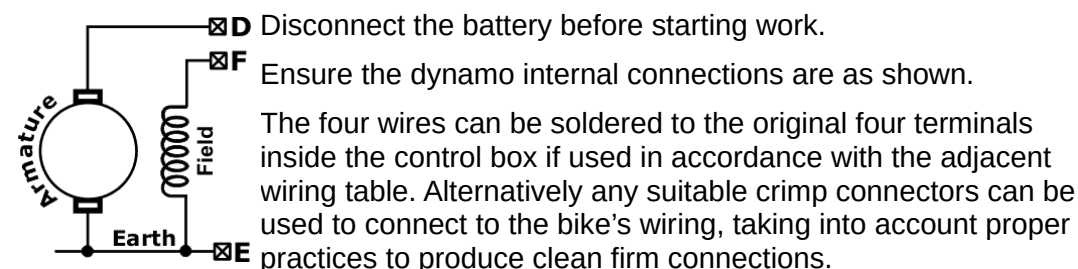 D
F
Armature
Field
Earth
E
Disconnect the battery before starting work.
Ensure the dynamo internal connections are as shown.
The four wires can be soldered to the original four terminals
inside the control box if used in accordance with the adjacent
wiring table. Alternatively any suitable crimp connectors can be
used to connect to the bike's wiring, taking into account proper
practices to produce clean firm connections.